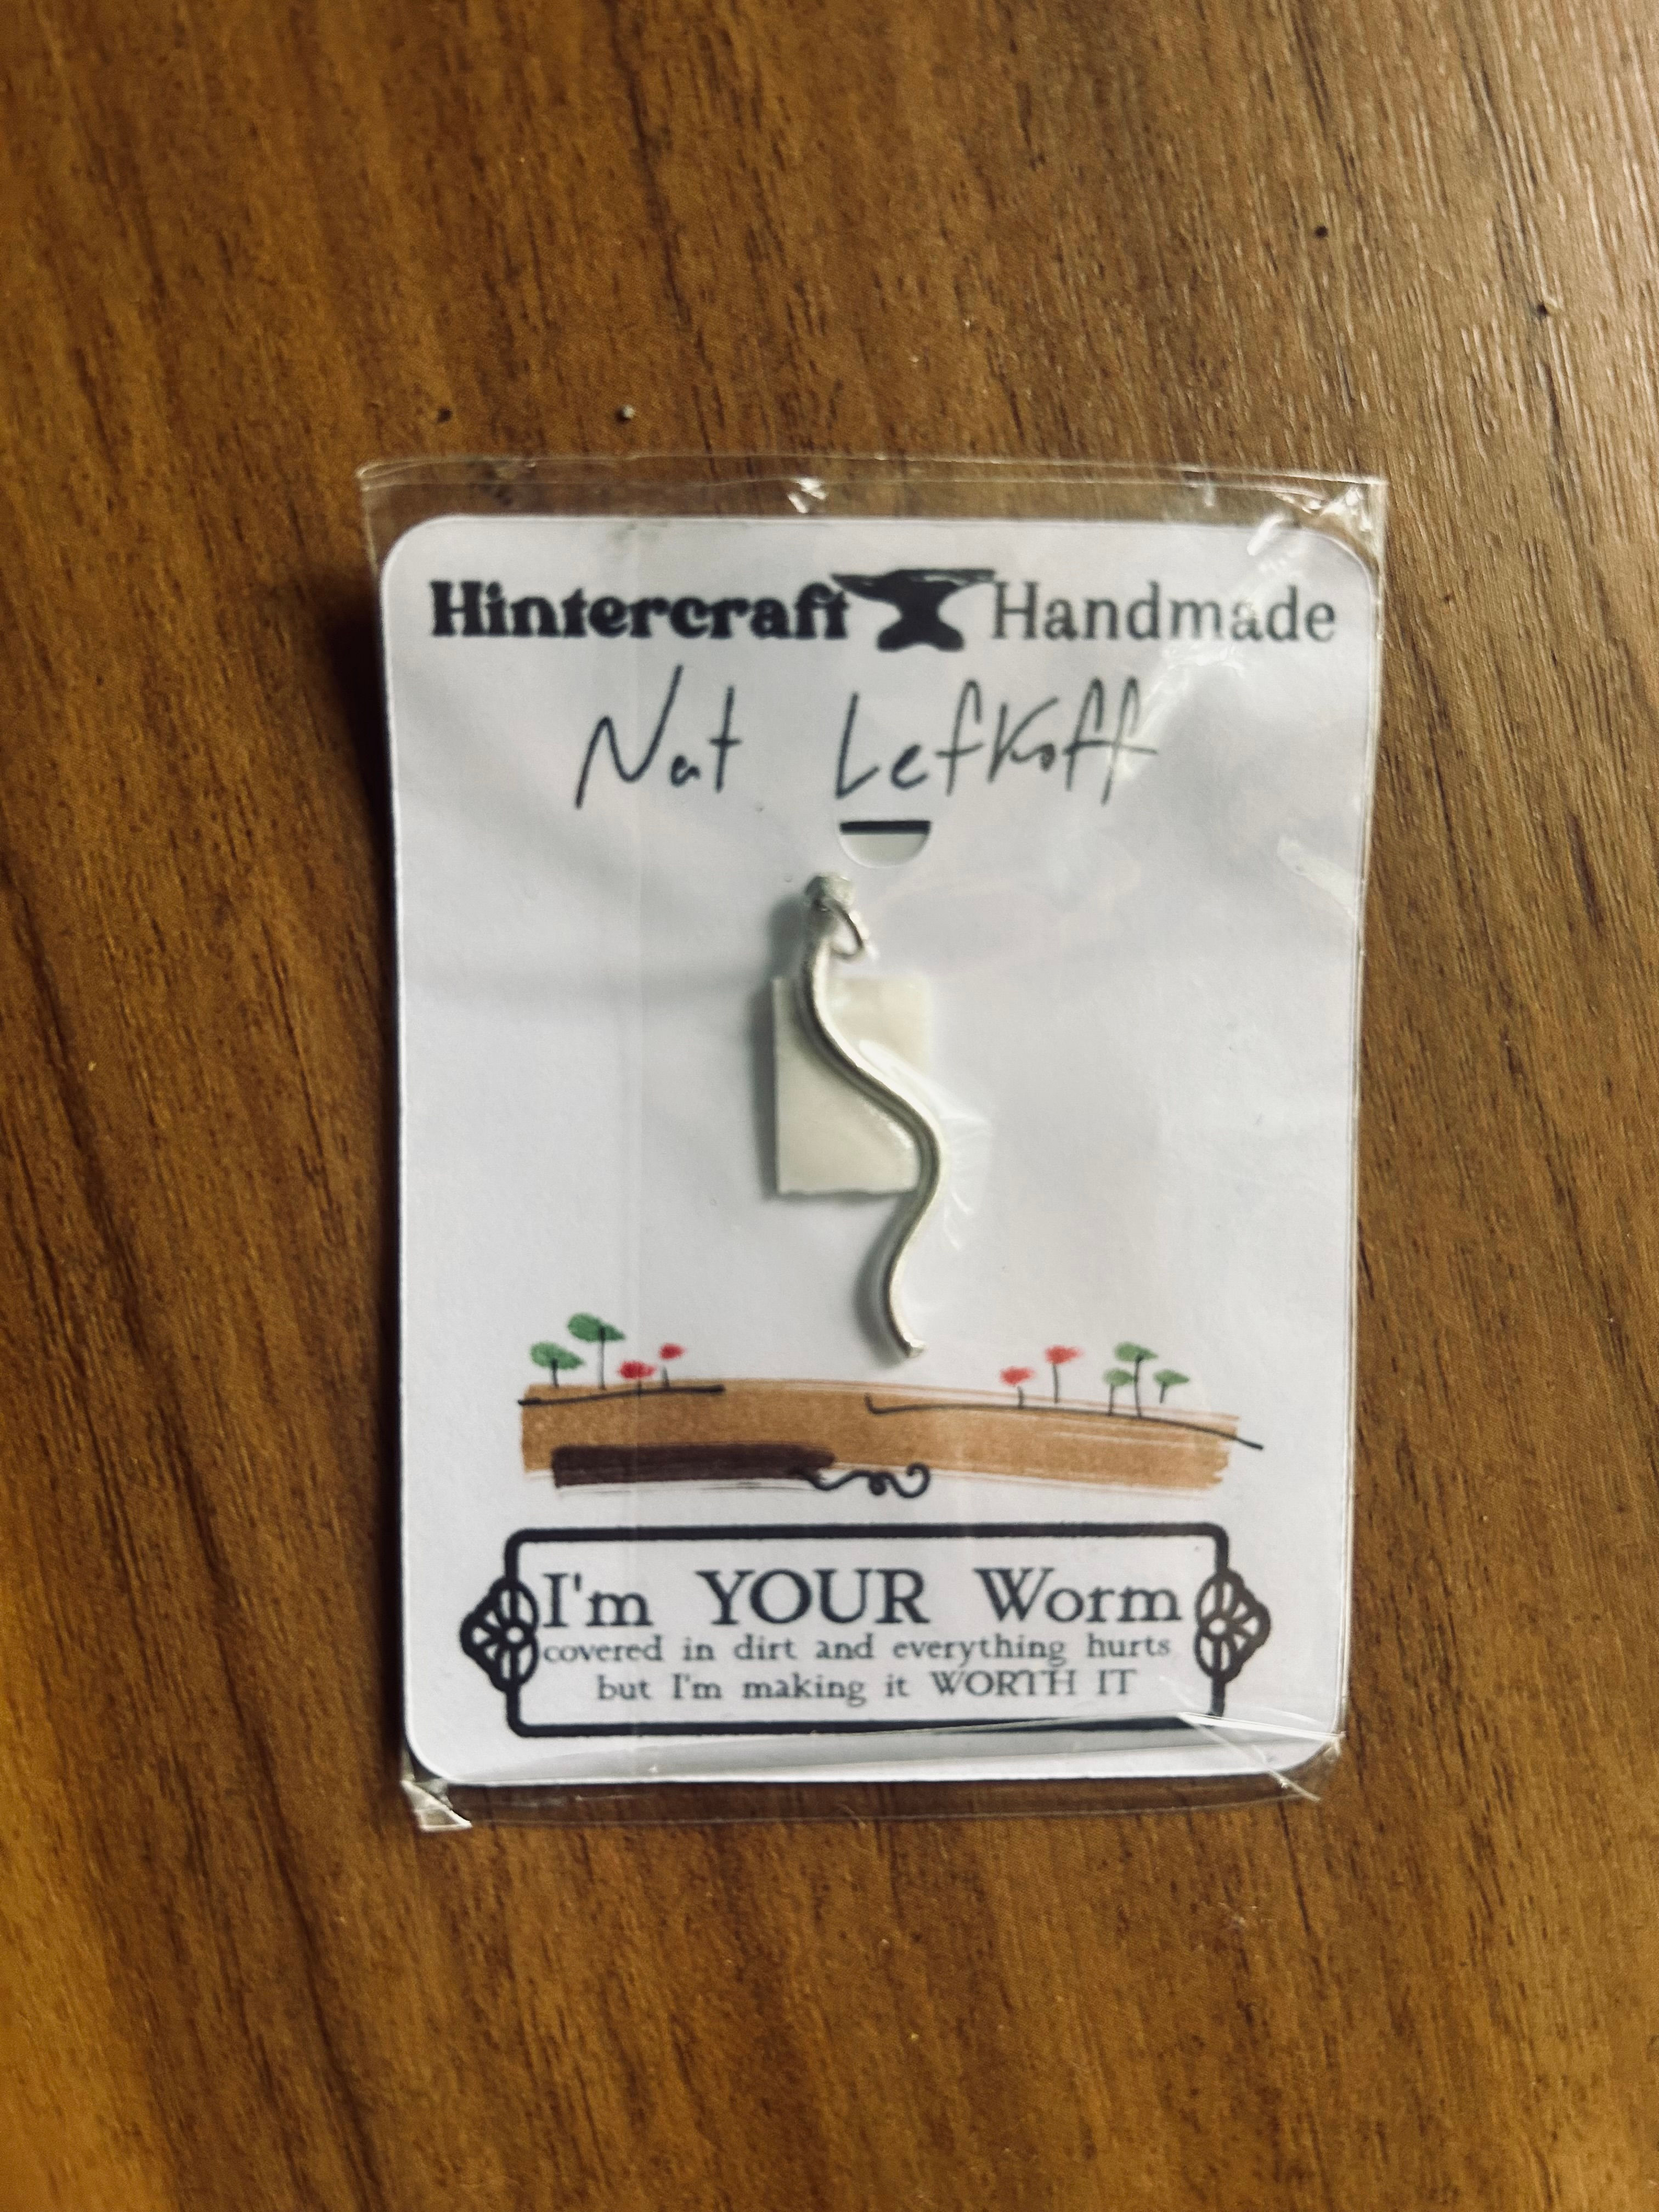 Hintercraft Handmade
Nat Lefkoff
I'm YOUR Worm
covered in dirt and everything hurts
but I'm making it WORTH IT